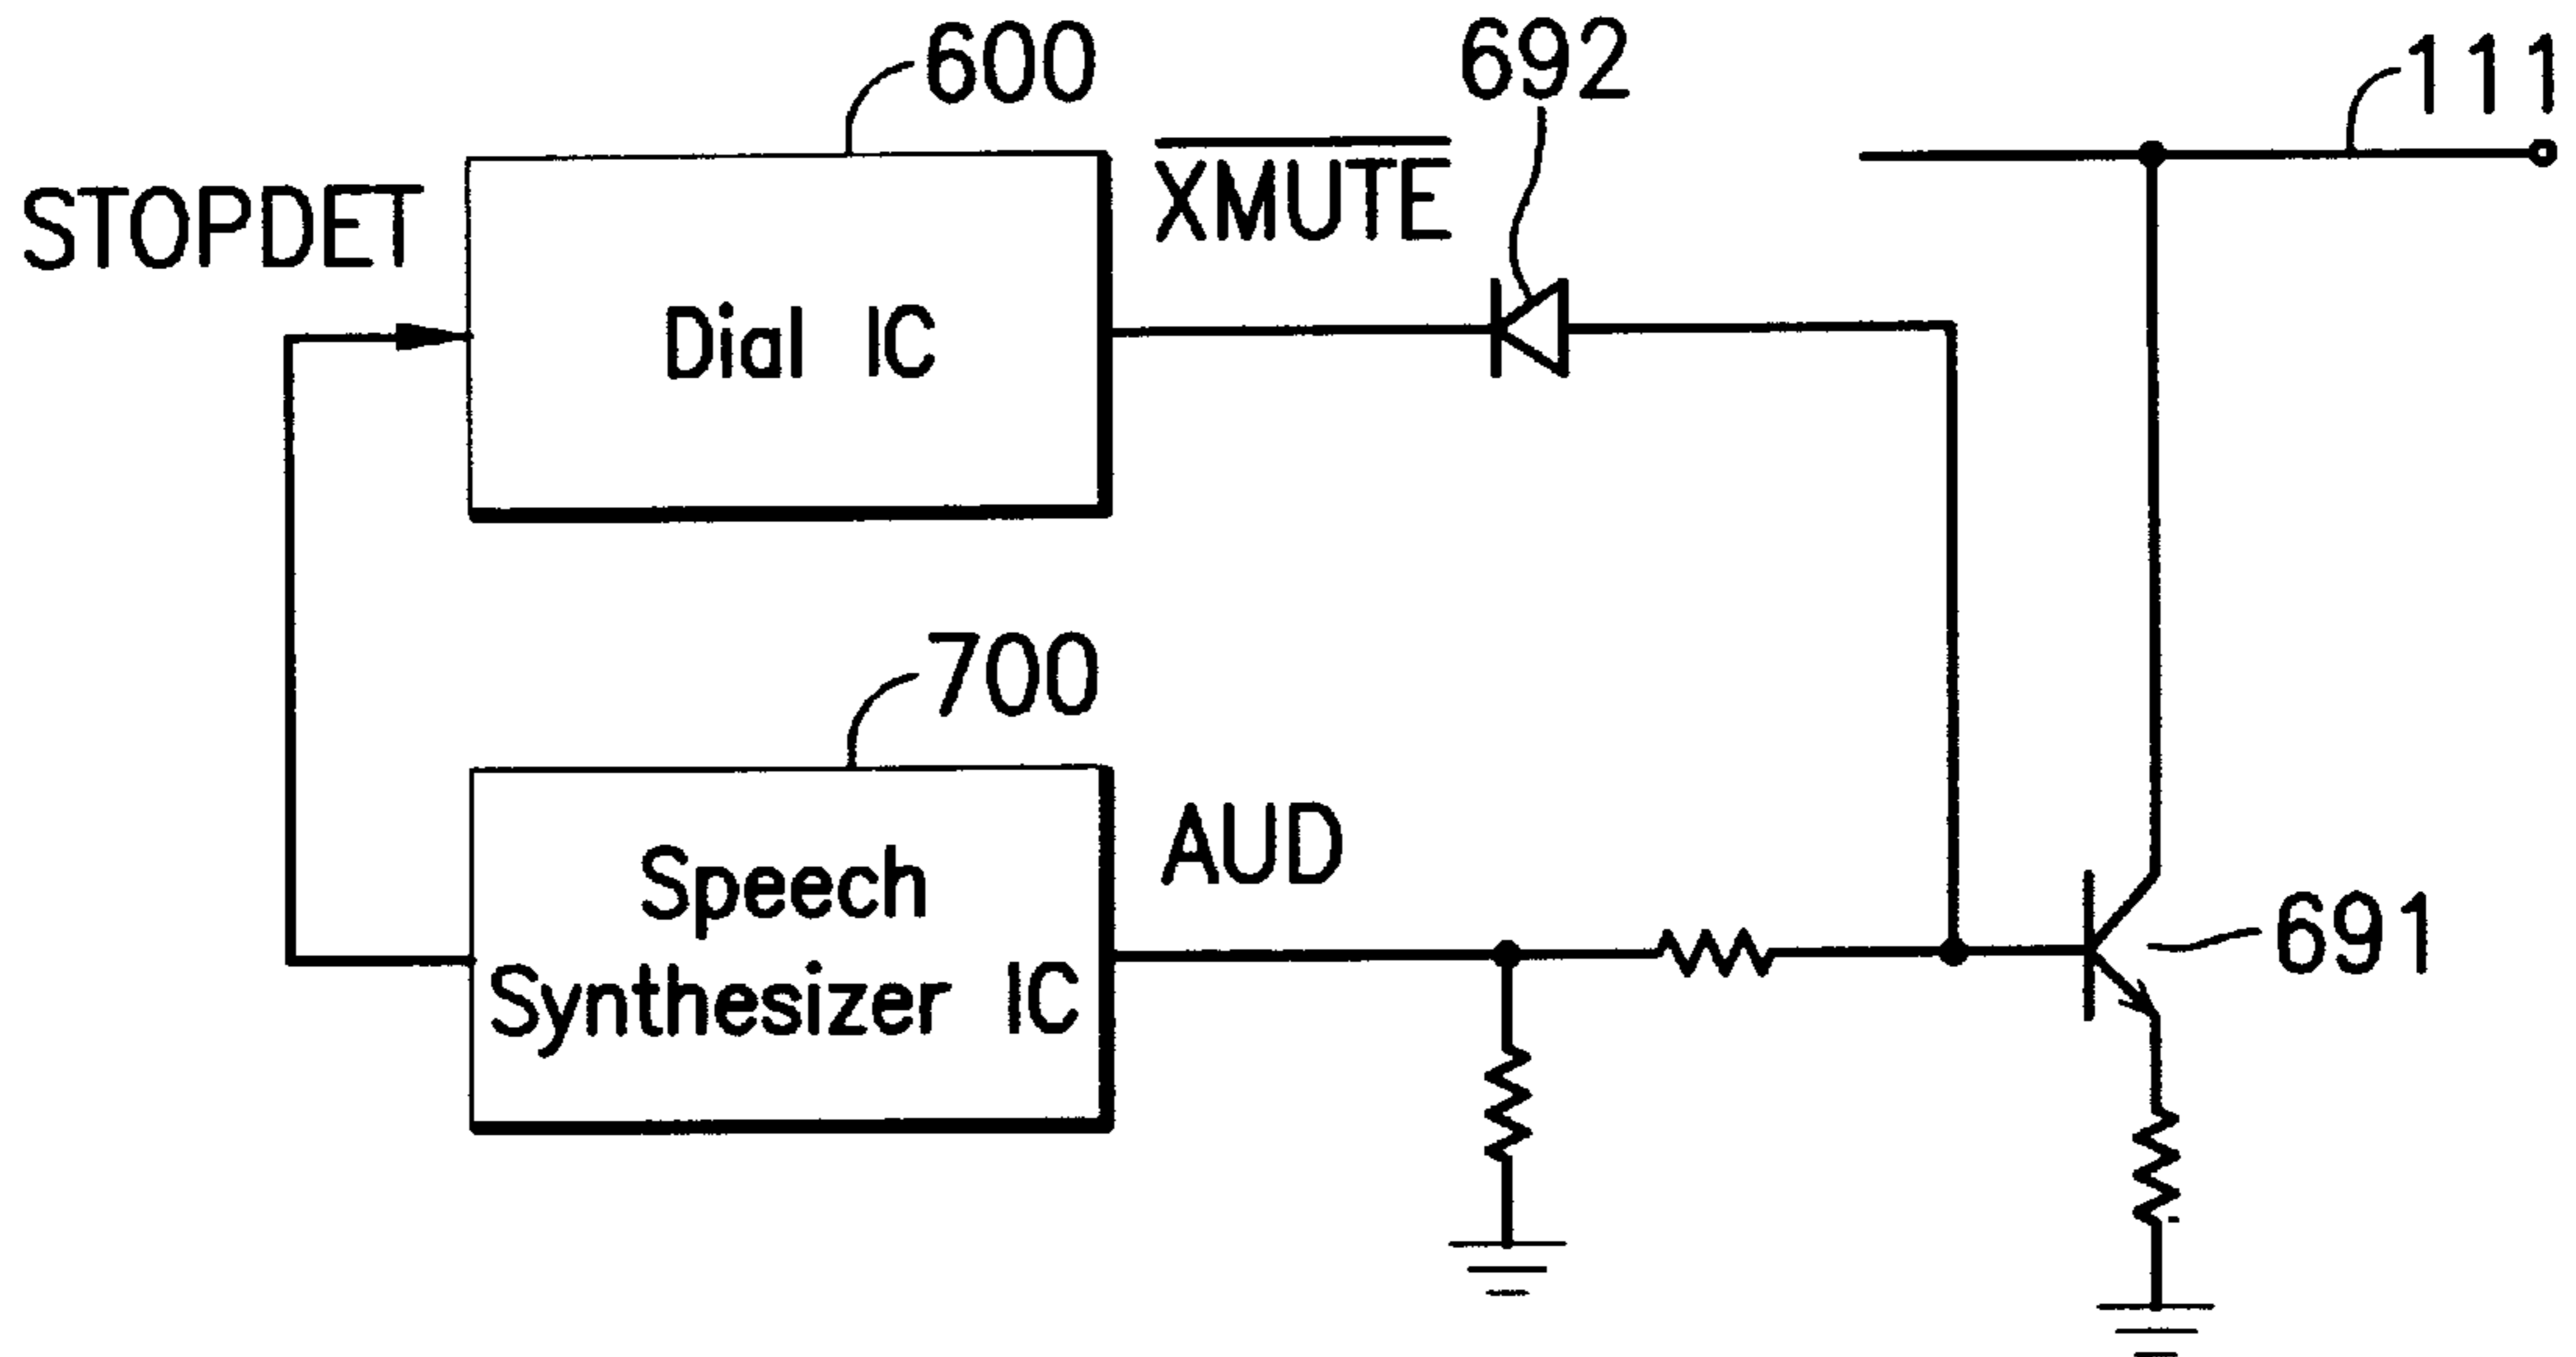 600
692
111
STOPDET
XMUTE
Dial IC
700
AUD
Speech
Synthesizer IC
691